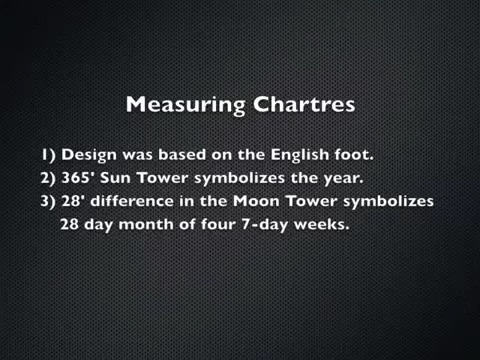 Measuring Chartres
1) Design was based on the English foot.
2) 365' Sun Tower symbolizes the year.
3) 28' difference in the Moon Tower symbolizes
28 day month of four 7-day weeks.